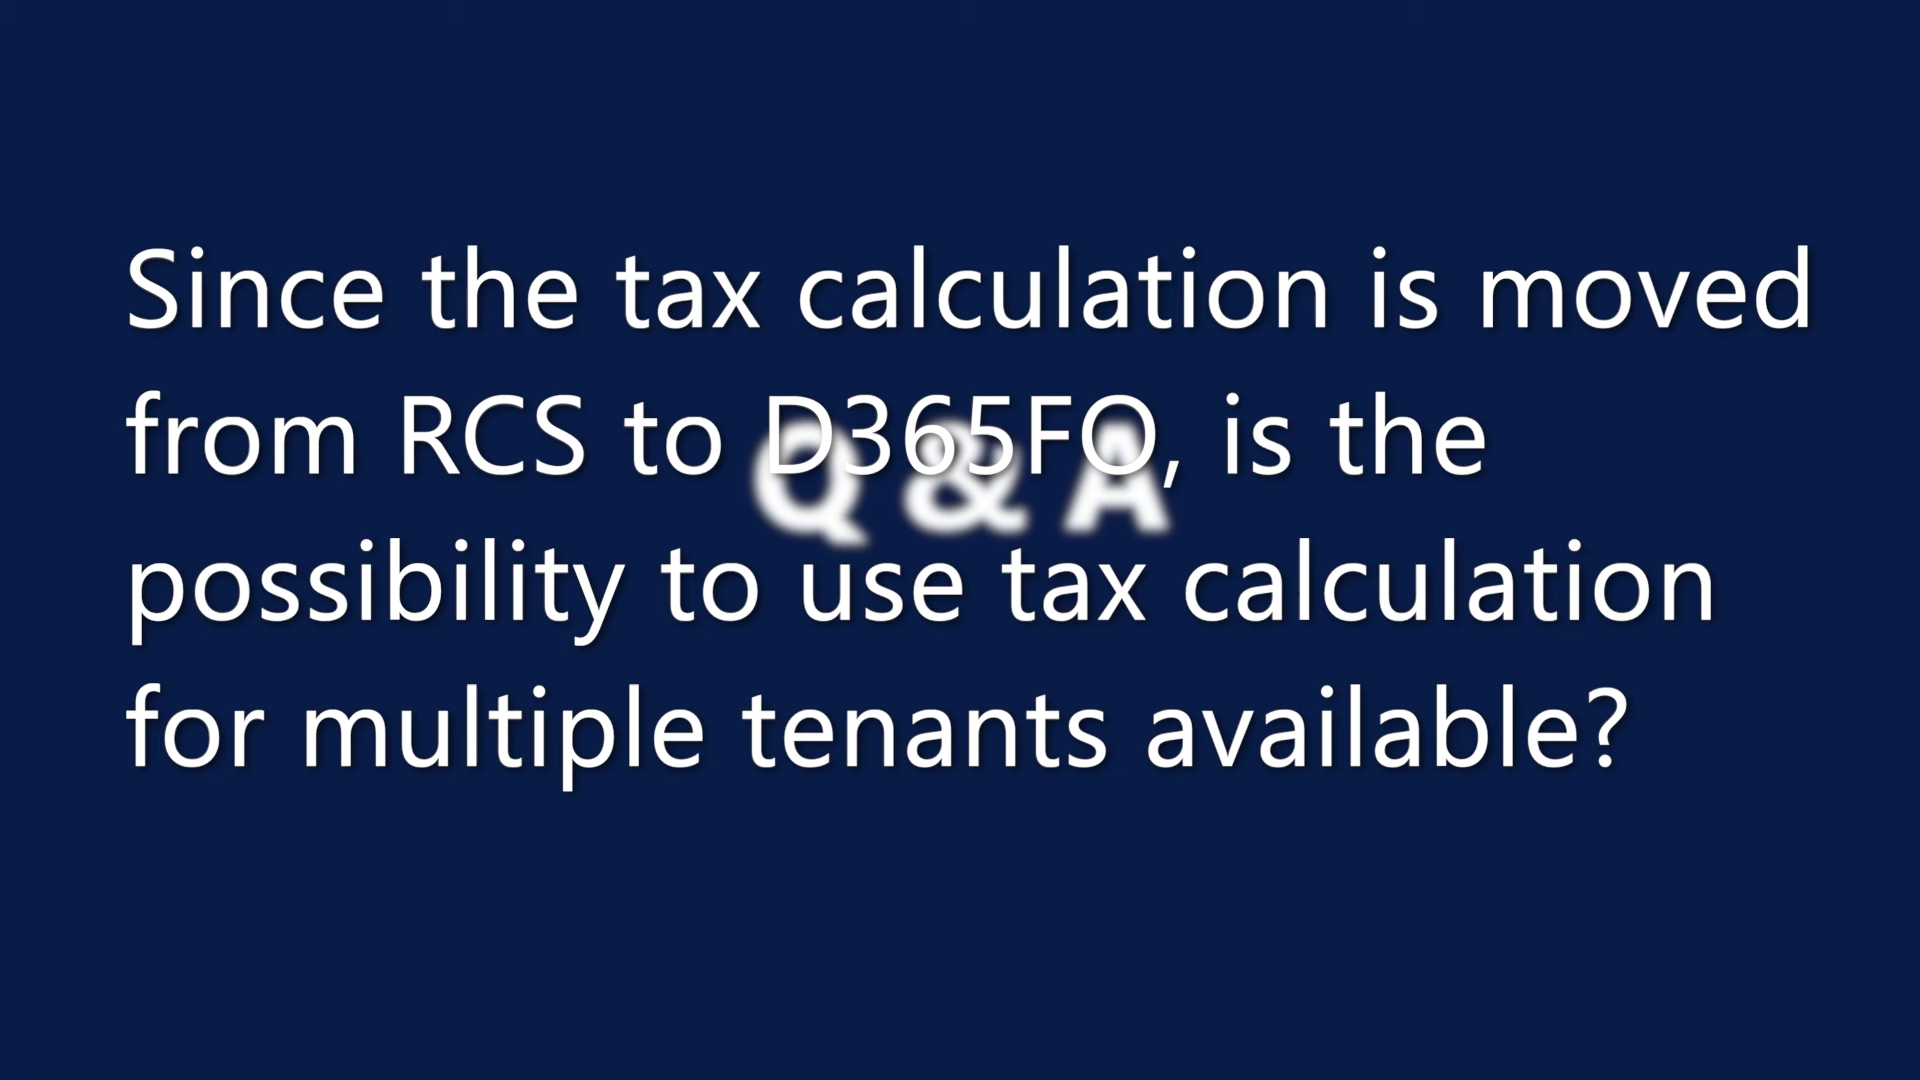 Since the tax calculation is moved
from RCS to D365FO, is the
Q & A
possibility to use tax calculation
for multiple tenants available?